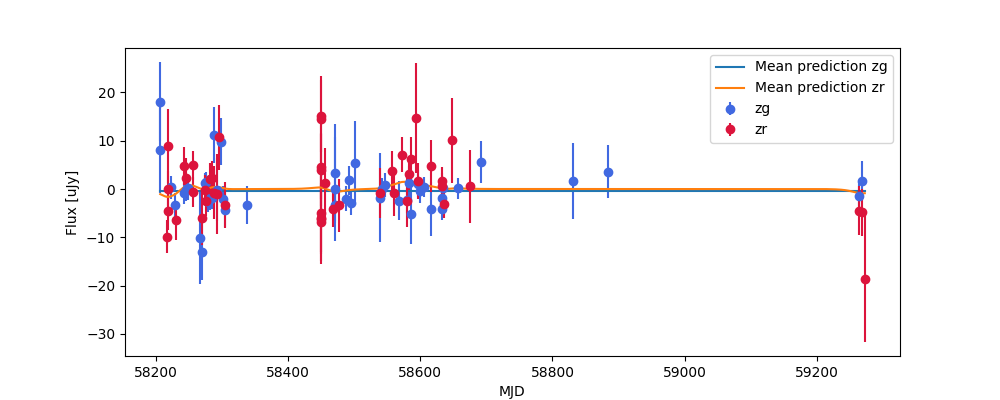 Mean prediction zg
Mean prediction zr
zg
zr
Flux [uJy]
20
10
0
−10
−20
−30
58200
58400
58600
58800
59000
59200
MJD